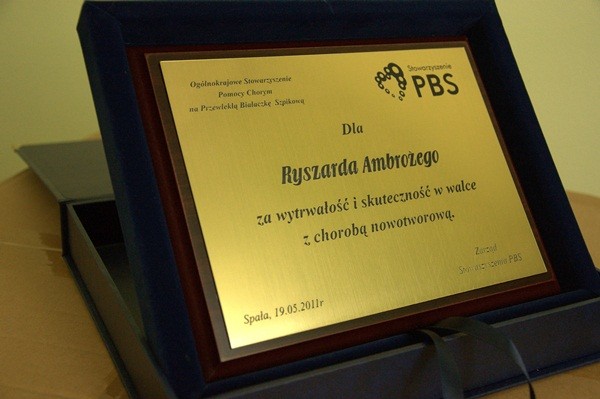 Ogólnokrajowe Stowarzyszenie
Pomocy Chorym
na Przewlekłą Białaczkę Szpikową
Stowarzyszenie
PBS
Dla
Ryszarda Ambrożego
za wytrwałość i skuteczność w walce
z chorobą nowotworową.
Zarząd
Stowarzyszenia PBS
Spała, 19.05.2011r